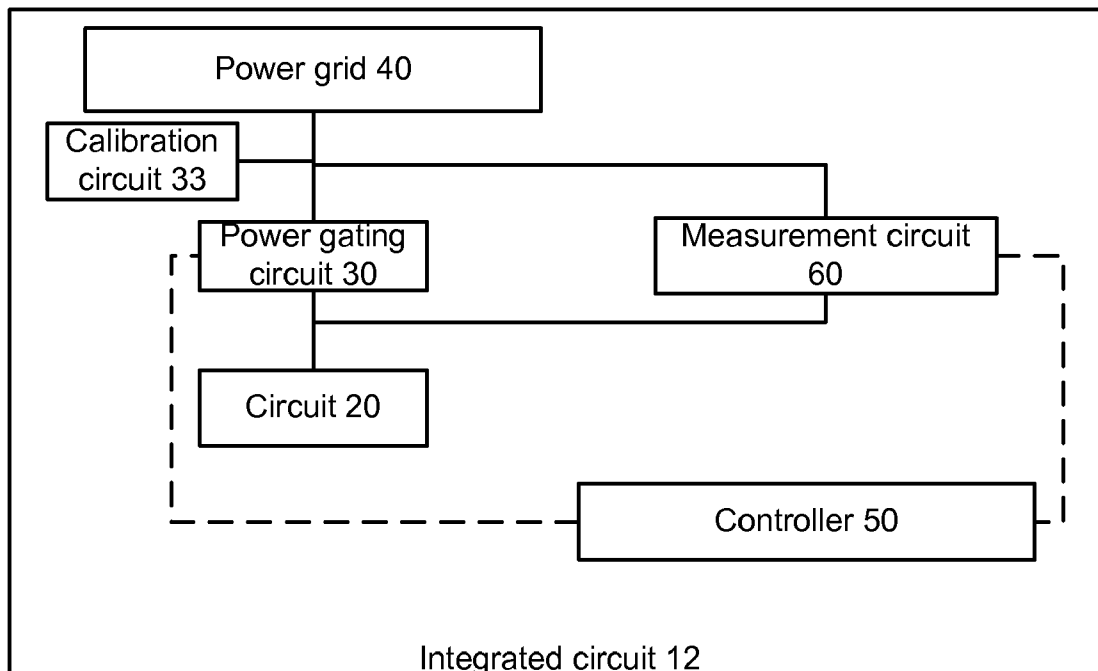 Power grid 40
Calibration
circuit 33
Power gating
circuit 30
Measurement circuit
60
Circuit 20
Controller 50
Integrated circuit 12